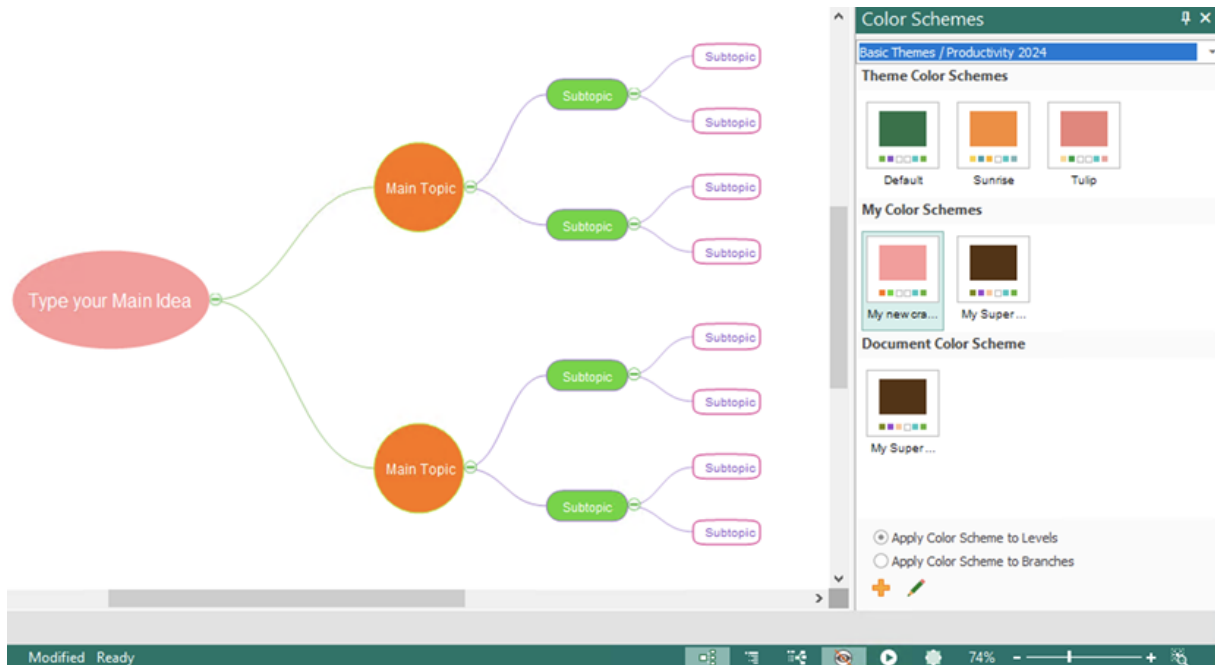 Color Schemes
Basic Themes / Productivity 2024
Theme Color Schemes
Default
Sunrise
Tulip
My Color Schemes
My new cra...
My Super ...
Document Color Scheme
My Super ...
Apply Color Scheme to Levels
Apply Color Scheme to Branches
Type your Main Idea
Main Topic
Subtopic
Subtopic
Subtopic
Subtopic
Subtopic
Subtopic
Main Topic
Subtopic
Subtopic
Subtopic
Subtopic
Subtopic
Subtopic
Modified Ready
74%